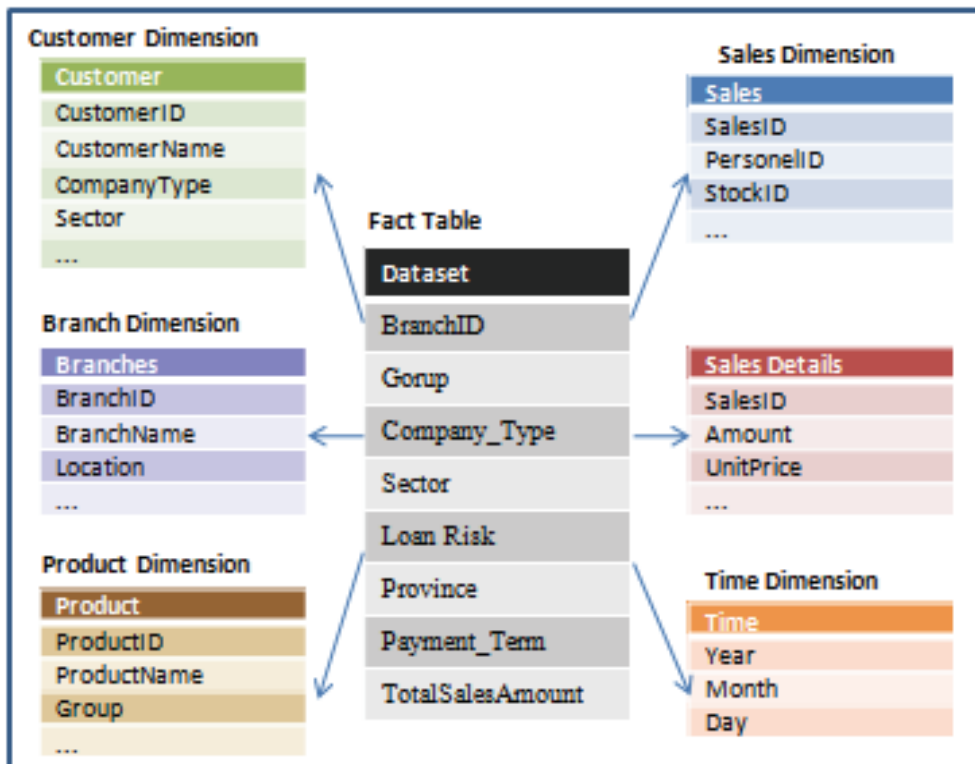 Customer Dimension
Customer
CustomerID
CustomerName
CompanyType
Sector
...
Branch Dimension
Branches
BranchID
BranchName
Location
...
Product Dimension
Product
ProductID
ProductName
Group
...
Fact Table
Dataset
BranchID
Gorup
Company_Type
Sector
Loan Risk
Province
Payment_Term
TotalSalesAmount
Sales Dimension
Sales
SalesID
PersonelID
StockID
...
Sales Details
SalesID
Amount
UnitPrice
...
Time Dimension
Time
Year
Month
Day